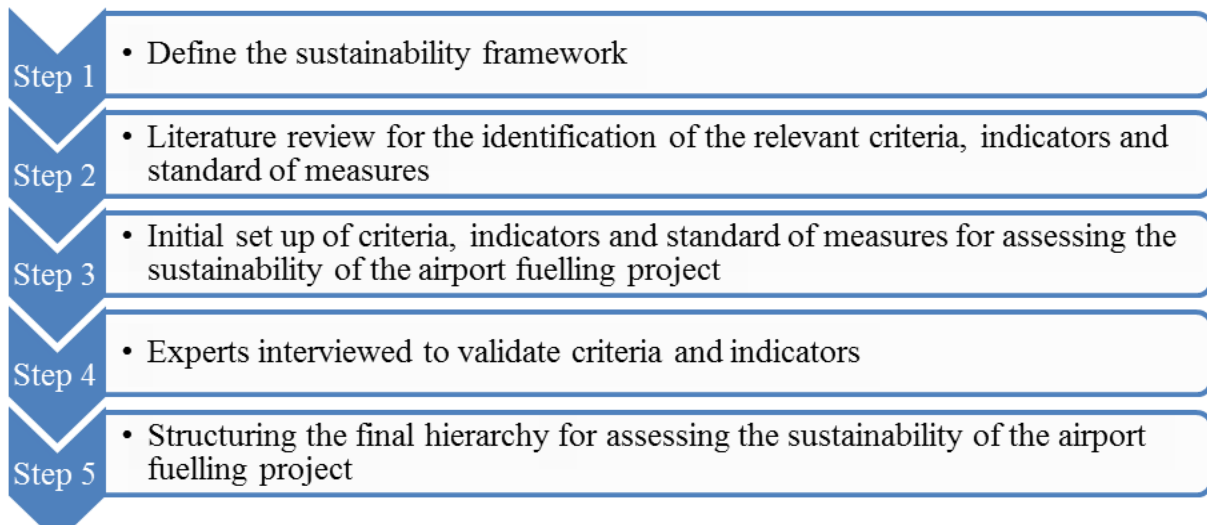 Step 1
• Define the sustainability framework
Step 2
• Literature review for the identification of the relevant criteria, indicators and
standard of measures
Step 3
• Initial set up of criteria, indicators and standard of measures for assessing the
sustainability of the airport fuelling project
Step 4
• Experts interviewed to validate criteria and indicators
Step 5
• Structuring the final hierarchy for assessing the sustainability of the airport
fuelling project